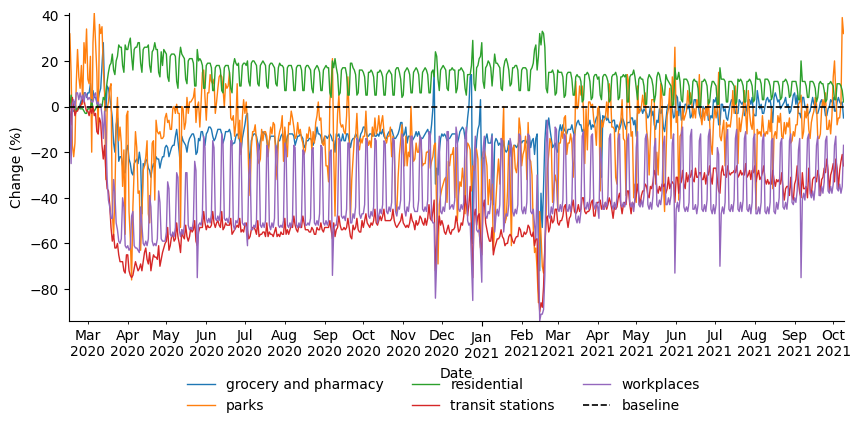 Change (%)
40
20
0
−20
−40
−60
−80
Mar Apr May Jun Jul Aug Sep Oct Nov Dec Jan Feb Mar Apr May Jun Jul Aug Sep Oct
2020 2020 2020 2020 2020 2020 2020 2020 2020 2020 2021 2021 2021 2021 2021 2021 2021 2021 2021 2021
Date
grocery and pharmacy residential workplaces
parks transit stations baseline